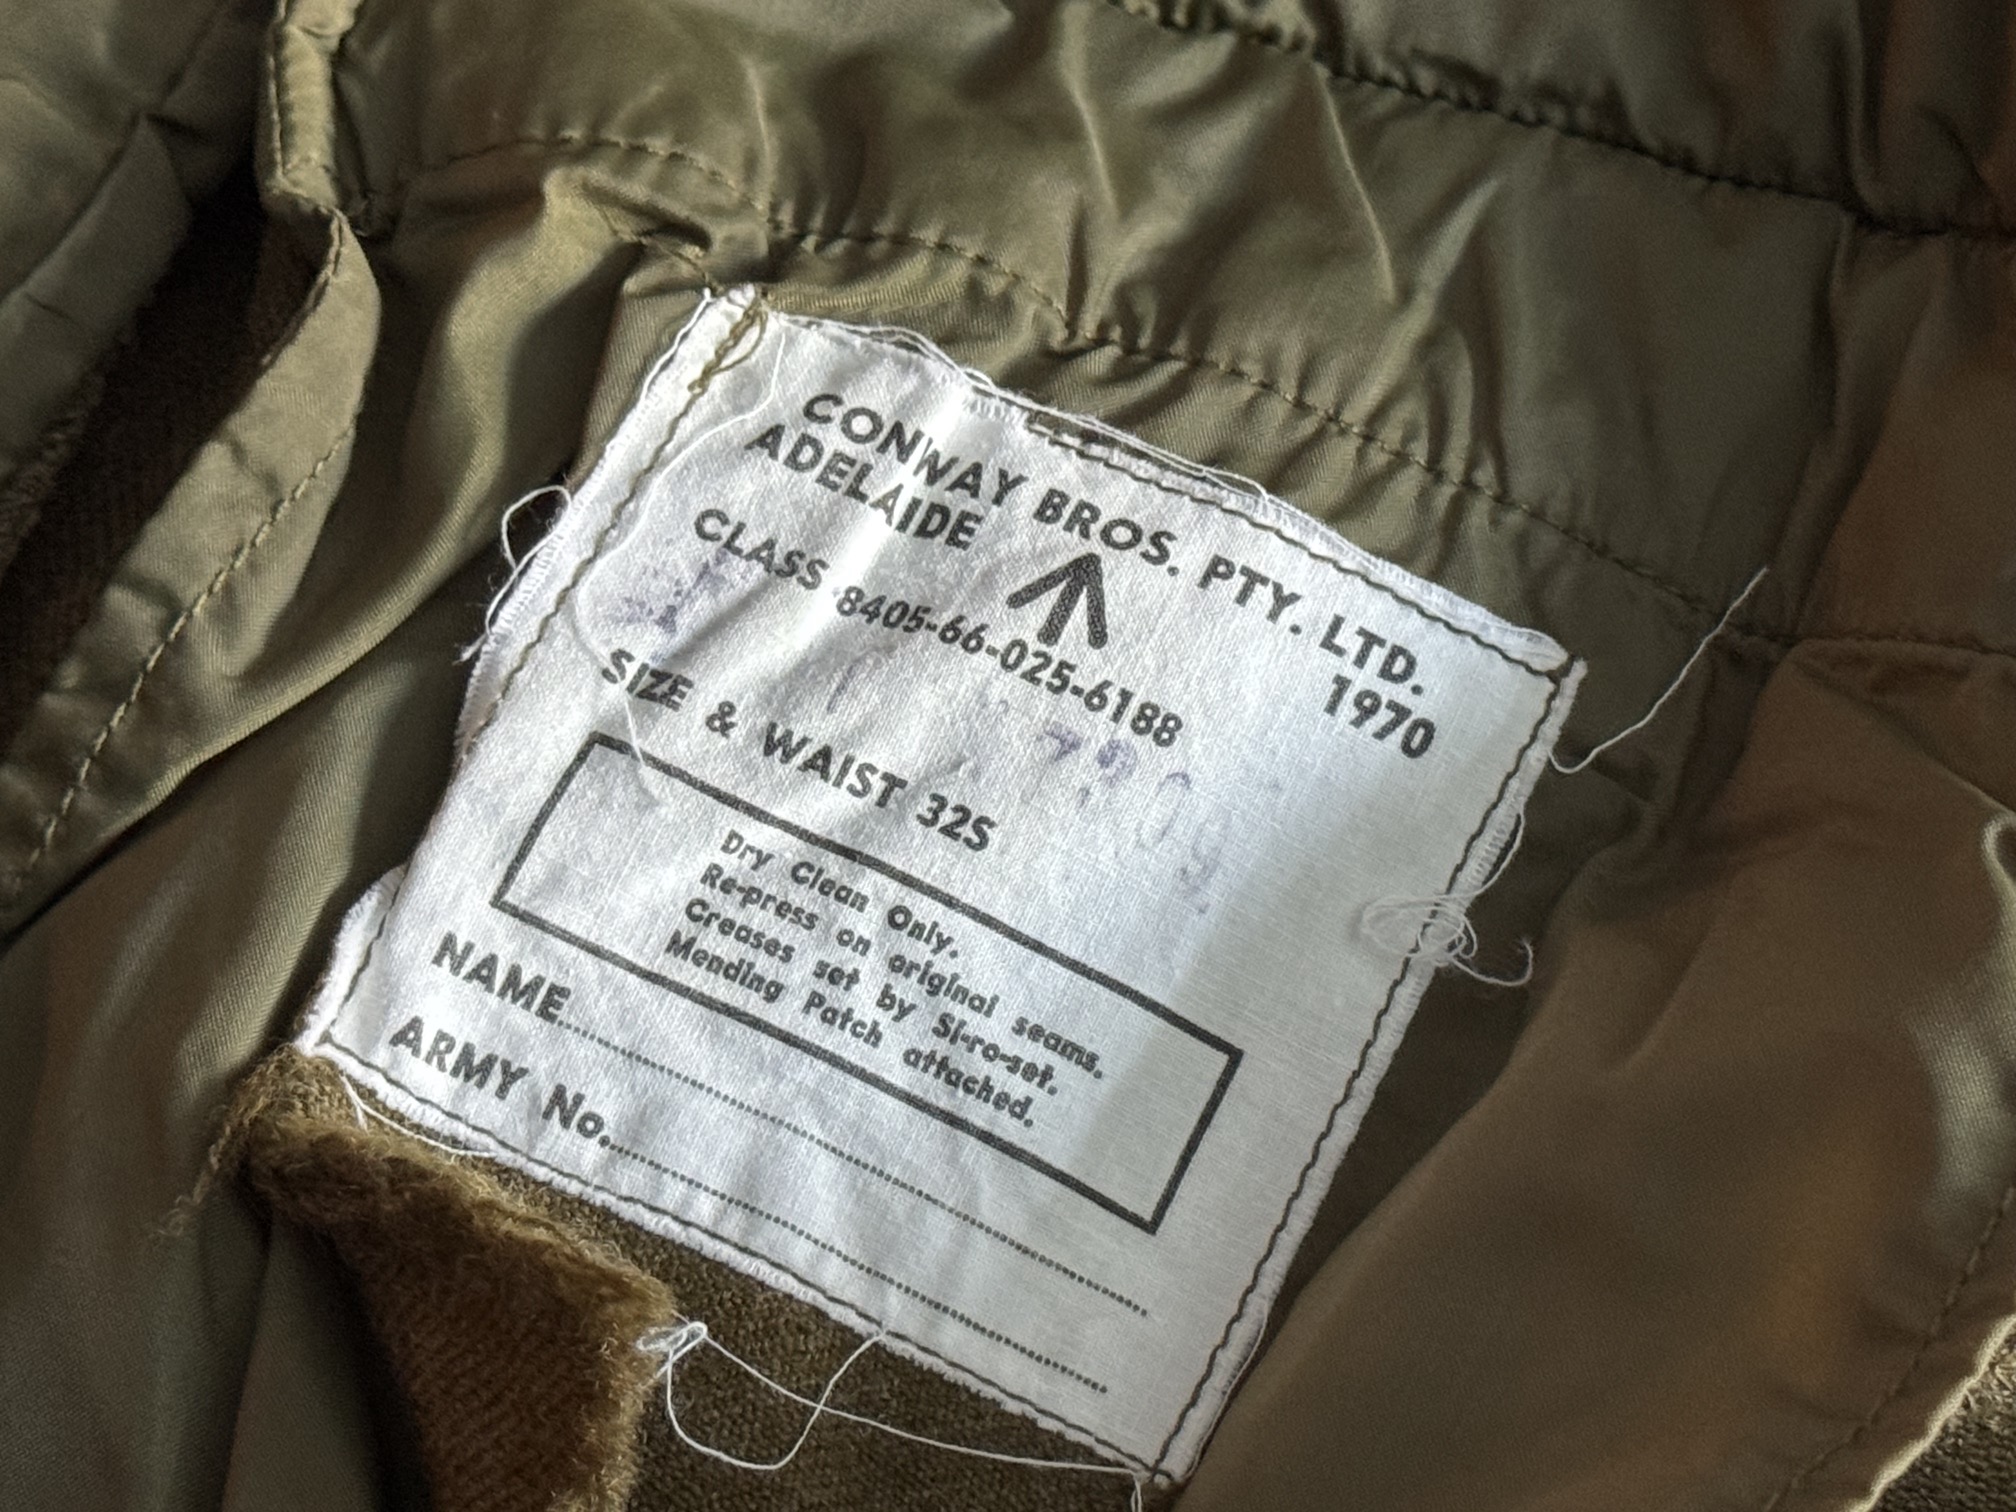 CONWAY BROS. PTY. LTD.
ADELAIDE 1970
CLASS 8405-66-025-6188
SIZE & WAIST 32S
Dry Clean Only.
Re-press on original seams.
Creases set by Si-ro-set.
Mending Patch attached.
NAME
ARMY No.